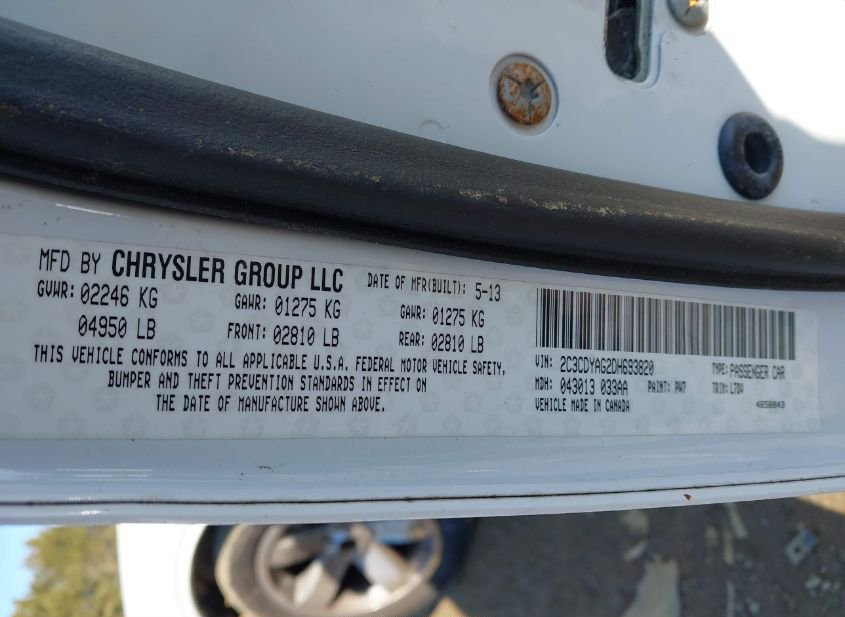 MFD BY CHRYSLER GROUP LLC DATE OF MFR(BUILT): 5-13
GVWR: 02246 KG GAWR: 01275 KG GAWR: 01275 KG
04950 LB FRONT: 02810 LB REAR: 02810 LB
THIS VEHICLE CONFORMS TO ALL APPLICABLE U.S.A. FEDERAL MOTOR VEHICLE SAFETY,
BUMPER AND THEFT PREVENTION STANDARDS IN EFFECT ON
THE DATE OF MANUFACTURE SHOWN ABOVE.
VIN: 2C3CDYAG2DH693820 TYPE: PASSENGER CAR
MDH: 043013 033AA PAINT: PW7 TRIM: L7D4
VEHICLE MADE IN CANADA 4658843